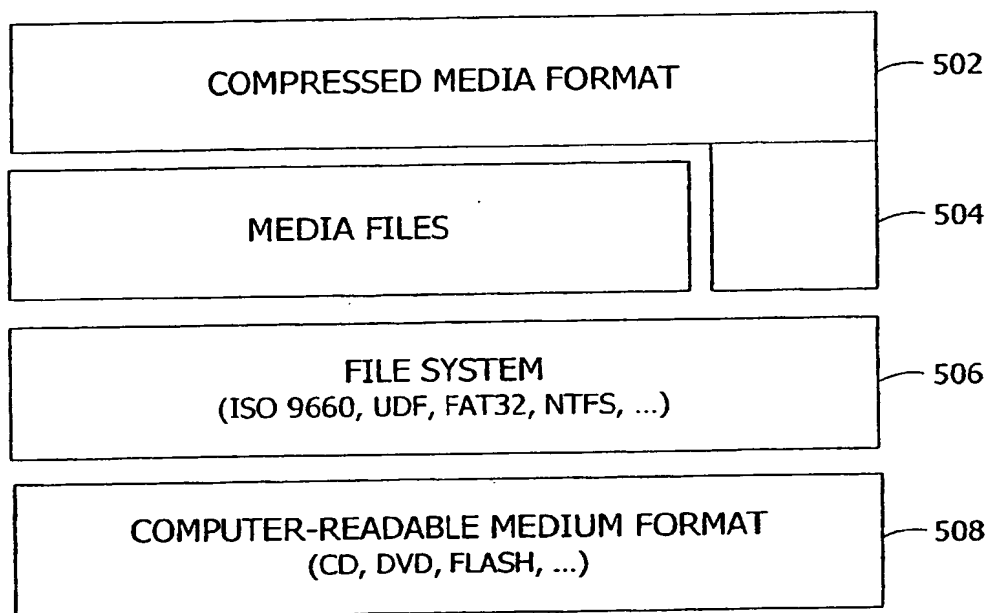 COMPRESSED MEDIA FORMAT
502
MEDIA FILES
504
FILE SYSTEM
(ISO 9660, UDF, FAT32, NTFS, ...)
506
COMPUTER-READABLE MEDIUM FORMAT
(CD, DVD, FLASH, ...)
508